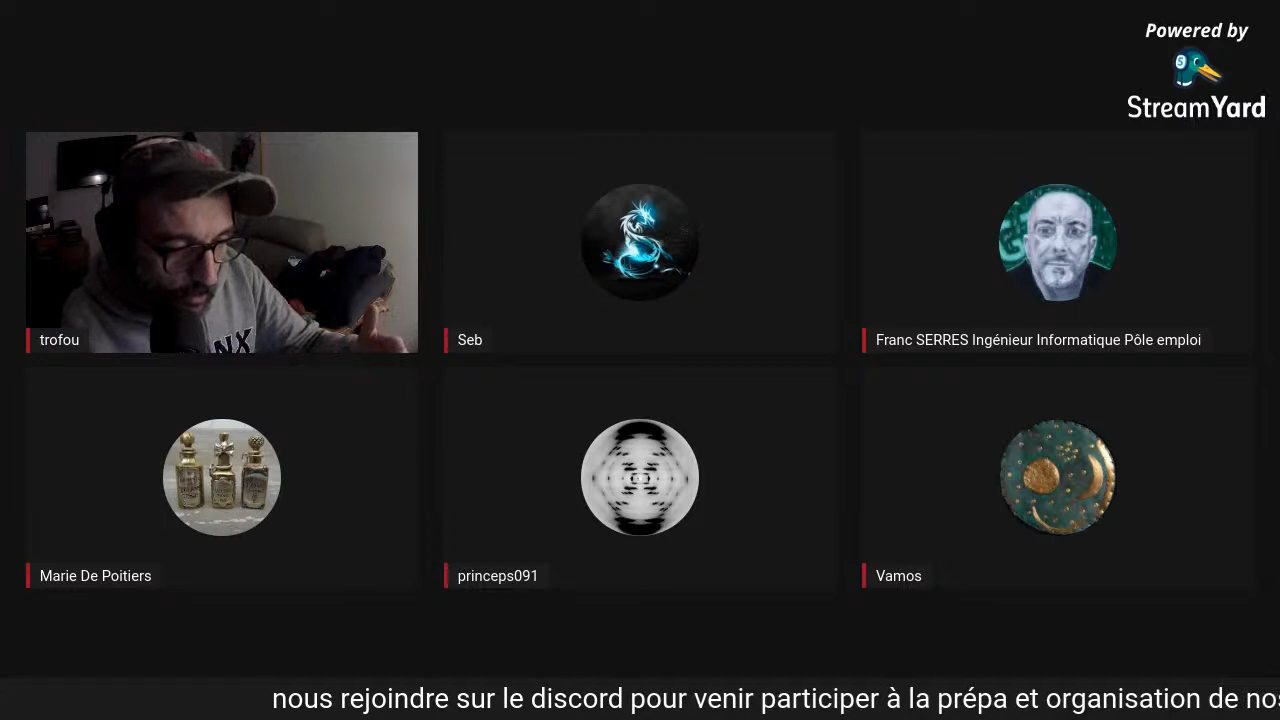 Powered by
StreamYard
trofou
Seb
Franc SERRES Ingénieur Informatique Pôle emploi
Marie De Poitiers
princeps091
Vamos
nous rejoindre sur le discord pour venir participer à la prépa et organisation de nos